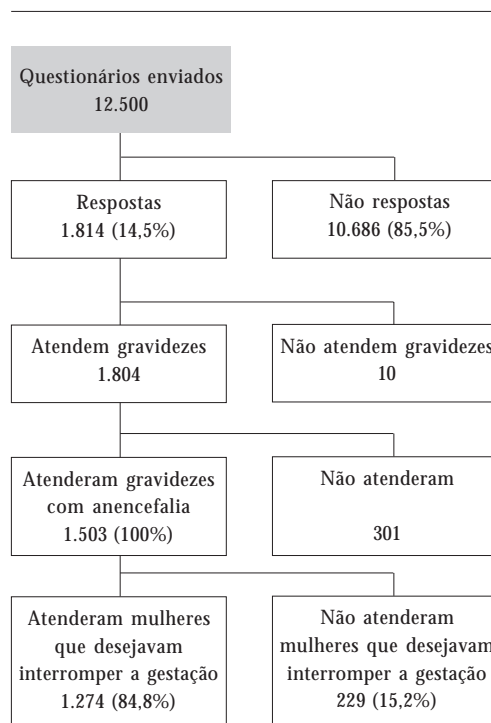 Questionários enviados
12.500
Respostas
1.814 (14,5%)
Não respostas
10.686 (85,5%)
Atendem gravidezes
1.804
Não atendem gravidezes
10
Atenderam gravidezes
com anencefalia
1.503 (100%)
Não atenderam
301
Atenderam mulheres
que desejavam
interromper a gestação
1.274 (84,8%)
Não atenderam
mulheres que desejavam
interromper a gestação
229 (15,2%)